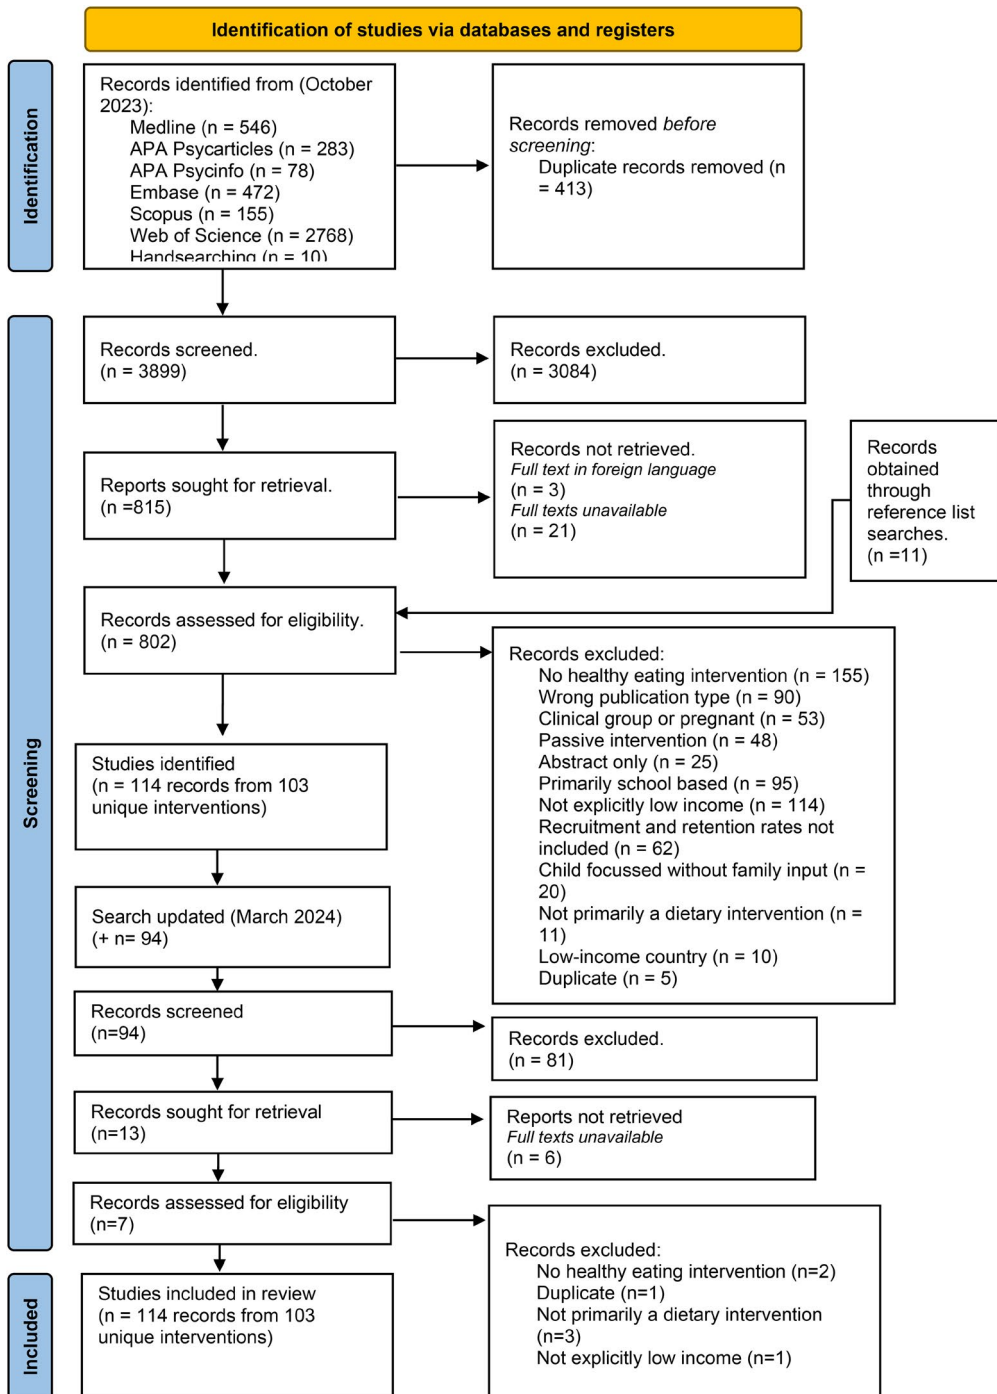 Identification of studies via databases and registers
Identification
Records identified from (October
2023):
Medline (n = 546)
APA Psycarticles (n = 283)
APA Psycinfo (n = 78)
Embase (n = 472)
Scopus (n = 155)
Web of Science (n = 2768)
Handsearching (n = 10)
Records removed before
screening:
Duplicate records removed (n
= 413)
Screening
Records screened.
(n = 3899)
Records excluded.
(n = 3084)
Reports sought for retrieval.
(n =815)
Records not retrieved.
Full text in foreign language
(n = 3)
Full texts unavailable
(n = 21)
Records
obtained
through
reference list
searches.
(n =11)
Records assessed for eligibility.
(n = 802)
Records excluded:
No healthy eating intervention (n = 155)
Wrong publication type (n = 90)
Clinical group or pregnant (n = 53)
Passive intervention (n = 48)
Abstract only (n = 25)
Primarily school based (n = 95)
Not explicitly low income (n = 114)
Recruitment and retention rates not
included (n = 62)
Child focussed without family input (n =
20)
Not primarily a dietary intervention (n =
11)
Low-income country (n = 10)
Duplicate (n = 5)
Studies identified
(n = 114 records from 103
unique interventions)
Search updated (March 2024)
(+ n= 94)
Records screened
(n=94)
Records excluded.
(n = 81)
Records sought for retrieval
(n=13)
Reports not retrieved
Full texts unavailable
(n = 6)
Records assessed for eligibility
(n=7)
Records excluded:
No healthy eating intervention (n=2)
Duplicate (n=1)
Not primarily a dietary intervention
(n=3)
Not explicitly low income (n=1)
Included
Studies included in review
(n = 114 records from 103
unique interventions)